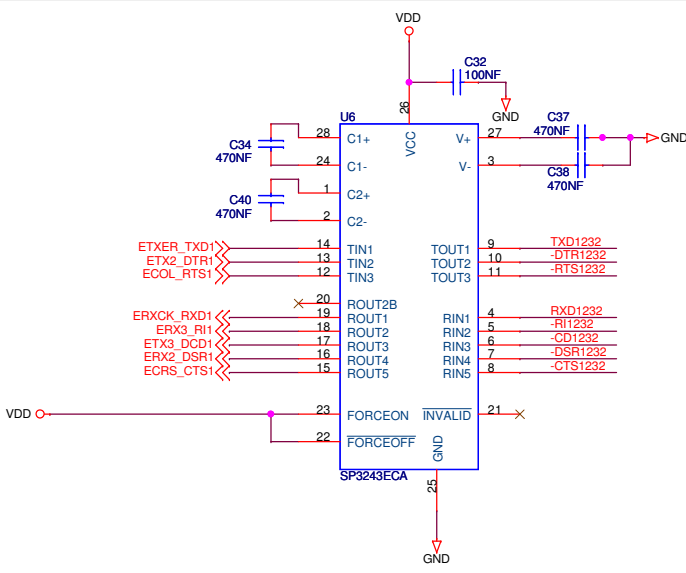 VDD
C32
100NF
GND
26
U6
VCC
C34
470NF
28
C1+
24
C1-
C40
470NF
1
C2+
2
C2-
V+
27
V-
3
C37
470NF
GND
C38
470NF
ETXER_TXD1
14
TIN1
ETX2_DTR1
13
TIN2
ECOL_RTS1
12
TIN3
TOUT1
9
TXD1232
TOUT2
10
-DTR1232
TOUT3
11
-RTS1232
20
ROUT2B
ERXCK_RXD1
19
ROUT1
ERX3_RI1
18
ROUT2
ETX3_DCD1
17
ROUT3
ERX2_DSR1
16
ROUT4
ECRS_CTS1
15
ROUT5
RIN1
4
RXD1232
RIN2
5
-RI1232
RIN3
6
-CD1232
RIN4
7
-DSR1232
RIN5
8
-CTS1232
VDD
23
FORCEON
22
FORCEOFF
INVALID
21
GND
SP3243ECA
25
GND